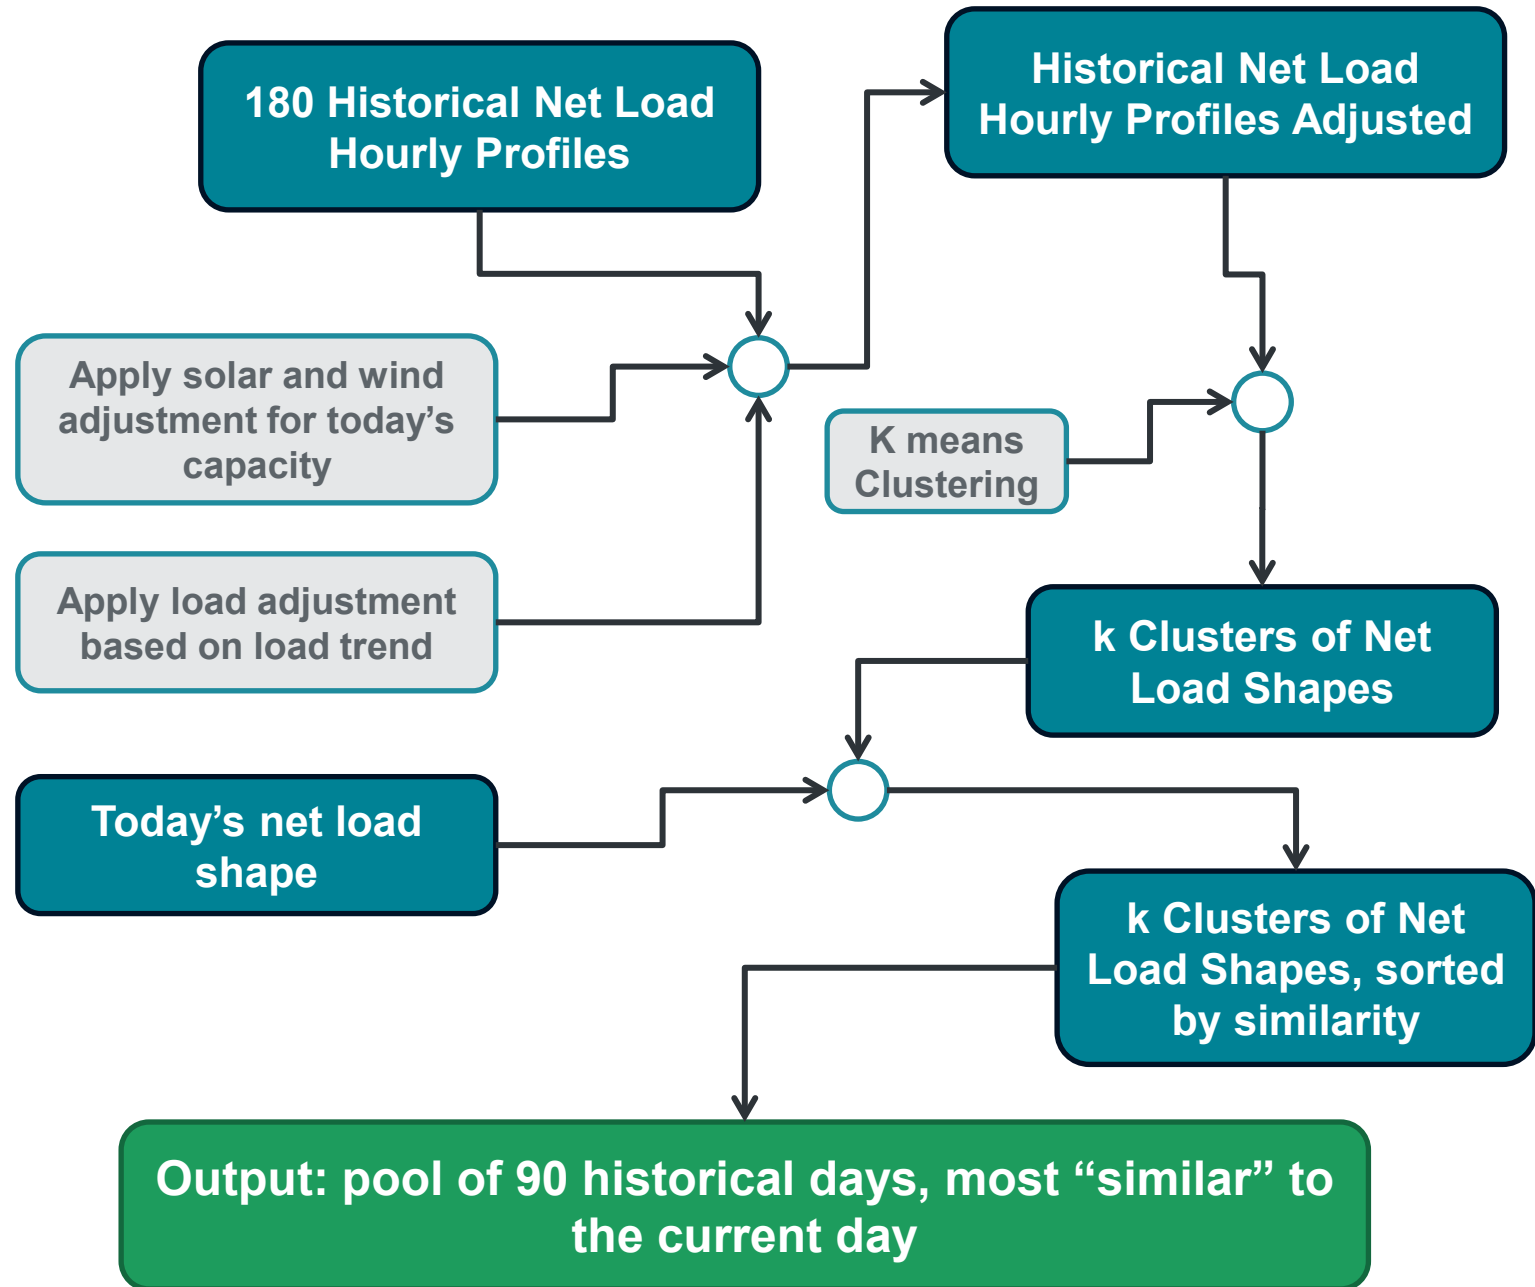 180 Historical Net Load
Hourly Profiles
Historical Net Load
Hourly Profiles Adjusted
Apply solar and wind
adjustment for today’s
capacity
K means
Clustering
Apply load adjustment
based on load trend
k Clusters of Net
Load Shapes
Today’s net load
shape
k Clusters of Net
Load Shapes, sorted
by similarity
Output: pool of 90 historical days, most “similar” to
the current day